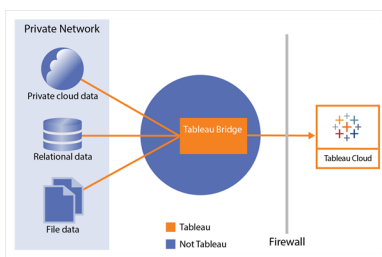 Private Network
Private cloud data
Relational data
File data
Tableau Bridge
Tableau
Not Tableau
Firewall
Tableau Cloud